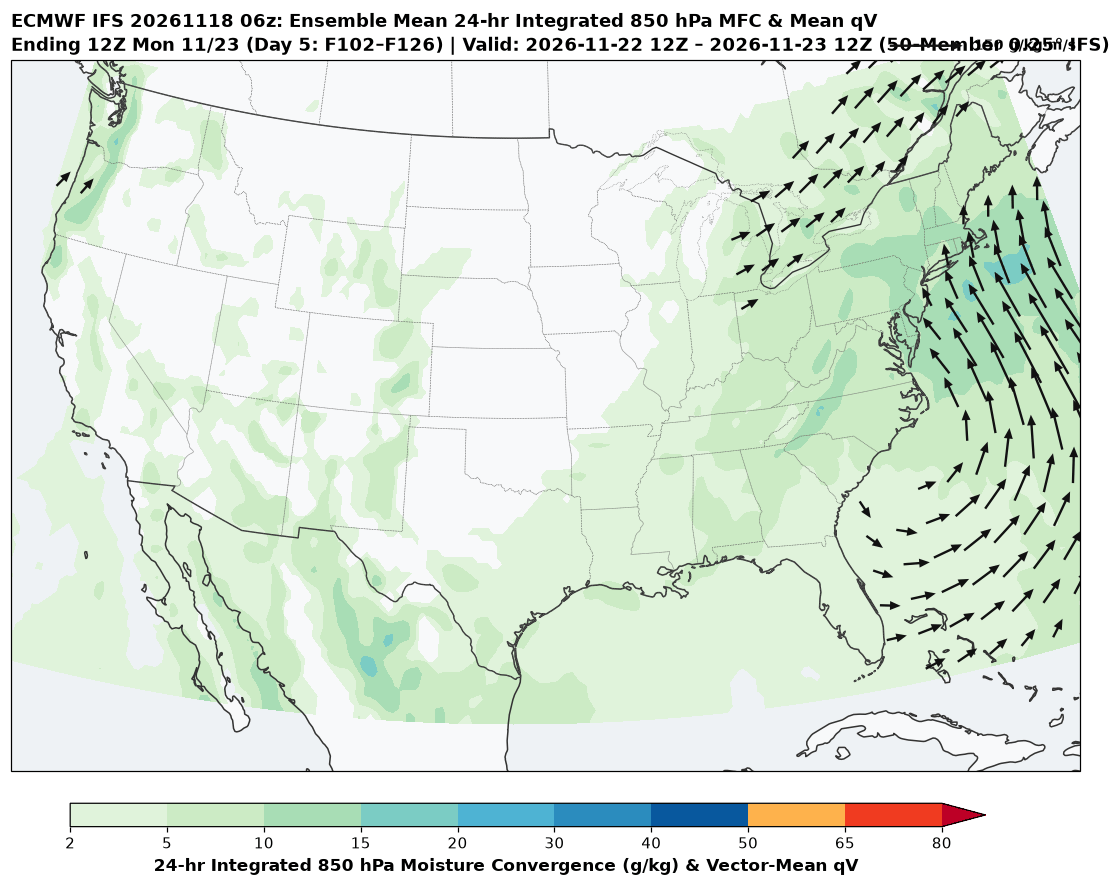 ECMWF IFS 20261118 06z: Ensemble Mean 24-hr Integrated 850 hPa MFC & Mean qV
Ending 12Z Mon 11/23 (Day 5: F102–F126) | Valid: 2026-11-22 12Z – 2026-11-23 12Z (50-Member 0.25° IFS)
2 5 10 15 20 30 40 50 65 80
24-hr Integrated 850 hPa Moisture Convergence (g/kg) & Vector-Mean qV